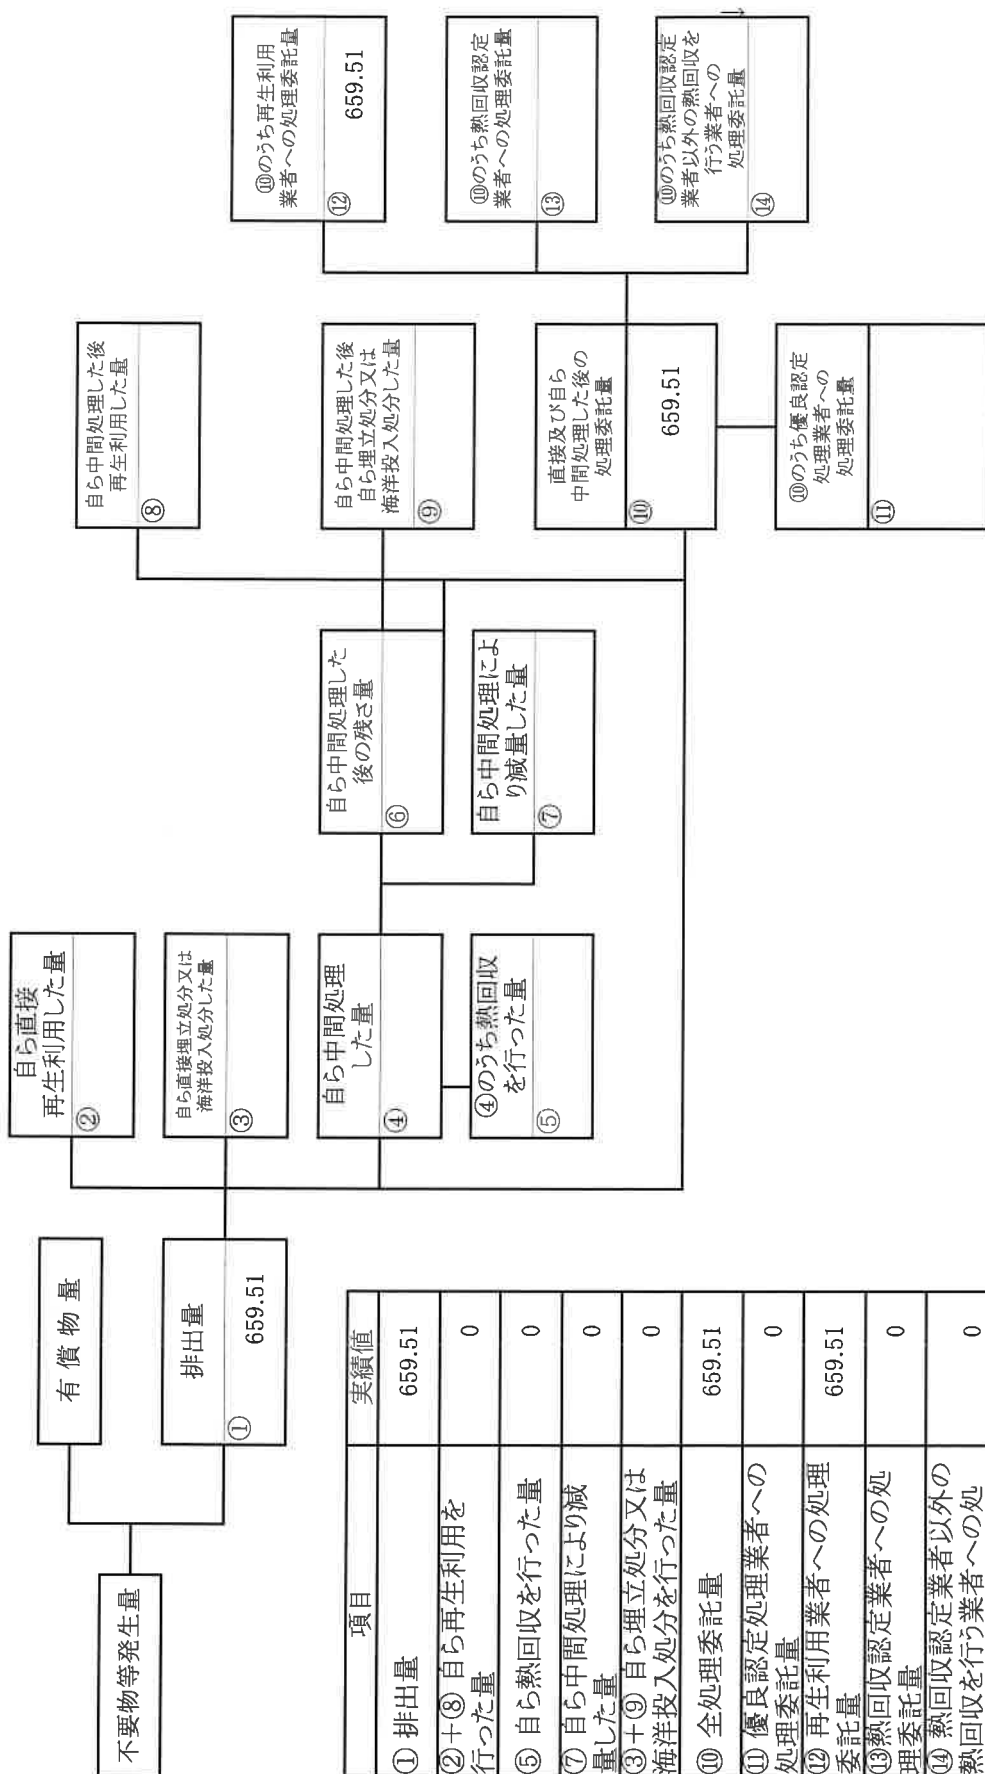 不要物等発生量
有 償 物 量
排出量
①
659.51
自ら直接
再生利用した量
②
自ら直接埋立処分又は
海洋投入処分した量
③
自ら中間処理
した量
④
④のうち熱回収
を行った量
⑤
自ら中間処理した
後の残さ量
⑥
自ら中間処理によ
り減量した量
⑦
自ら中間処理した後
再生利用した量
⑧
自ら中間処理した後
自ら埋立処分又は
海洋投入処分した量
⑨
直接及び自ら
中間処理した後の
処理委託量
⑩
659.51
⑩のうち優良認定
処理業者への
処理委託量
⑪
⑩のうち再生利用
業者への処理委託量
⑫
659.51
⑩のうち熱回収認定
業者への処理委託量
⑬
⑩のうち熱回収認定
業者以外の熱回収を
行う業者への
処理委託量
⑭
項目 実績値
① 排出量 659.51
②＋⑧ 自ら再生利用を
行った量 0
⑤ 自ら熱回収を行った量 0
⑦ 自ら中間処理により減
量した量 0
③＋⑨ 自ら埋立処分又は
海洋投入処分を行った量 0
⑩ 全処理委託量 659.51
⑪ 優良認定処理業者への
処理委託量 0
⑫ 再生利用業者への処理
委託量 659.51
⑬熱回収認定業者への処
理委託量 0
⑭ 熱回収認定業者以外の
熱回収を行う業者への処 0